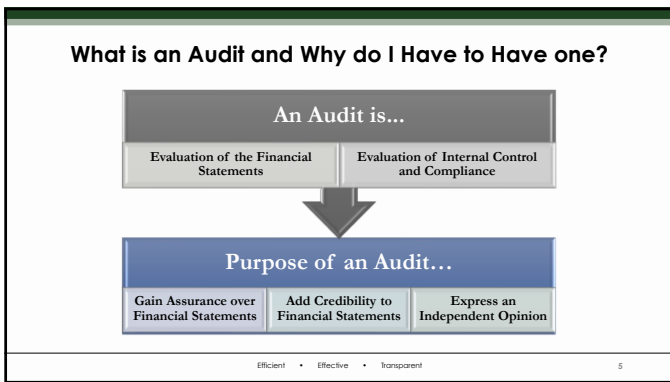 What is an Audit and Why do I Have to Have one?
An Audit is...
Evaluation of the Financial
Statements
Evaluation of Internal Control
and Compliance
Purpose of an Audit…
Gain Assurance over
Financial Statements
Add Credibility to
Financial Statements
Express an
Independent Opinion
Efficient • Effective • Transparent
5